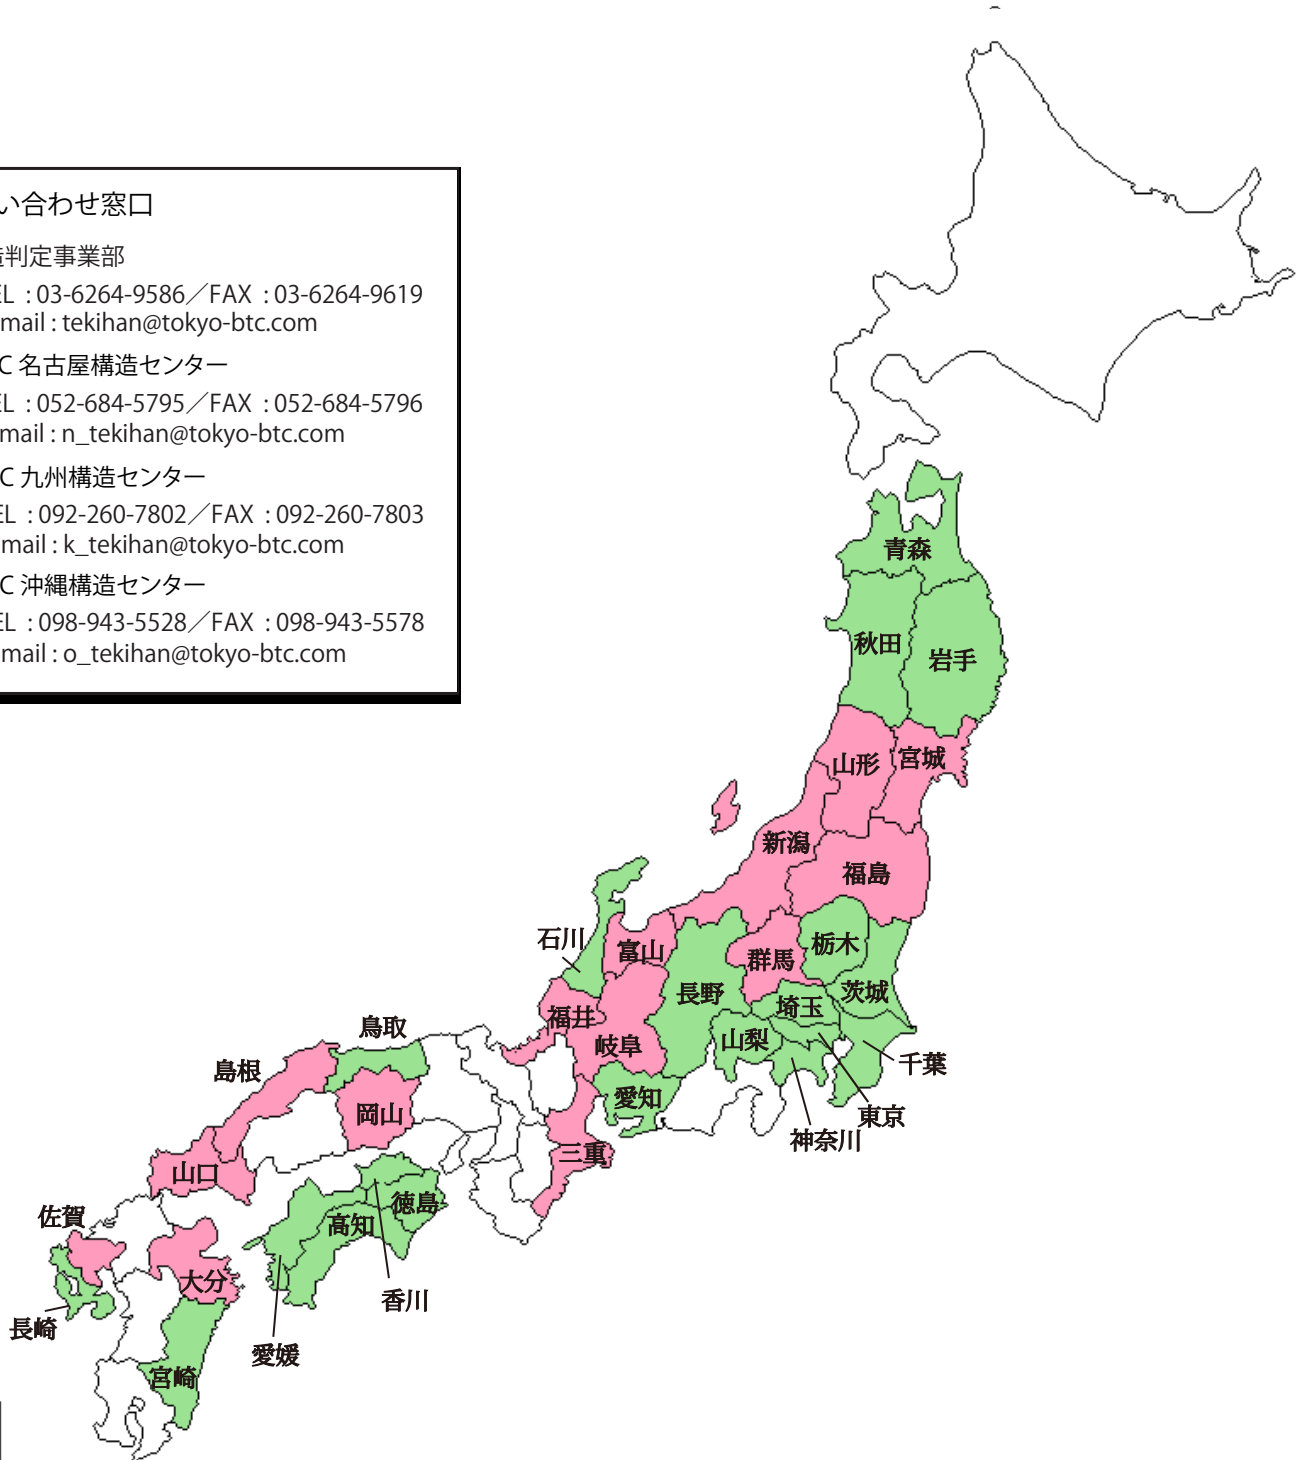 い合わせ窓口
判定事業部
EL : 03-6264-9586／FAX : 03-6264-9619
mail : tekihan@tokyo-btc.com
C 名古屋構造センター
EL : 052-684-5795／FAX : 052-684-5796
mail : n_tekihan@tokyo-btc.com
C 九州構造センター
EL : 092-260-7802／FAX : 092-260-7803
mail : k_tekihan@tokyo-btc.com
C 沖縄構造センター
EL : 098-943-5528／FAX : 098-943-5578
mail : o_tekihan@tokyo-btc.com
青森
秋田
岩手
山形
宮城
新潟
福島
石川
富山
群馬
栃木
長野
茨城
埼玉
福井
岐阜
山梨
鳥取
島根
千葉
愛知
岡山
東京
神奈川
三重
山口
徳島
佐賀
高知
大分
香川
長崎
愛媛
宮崎